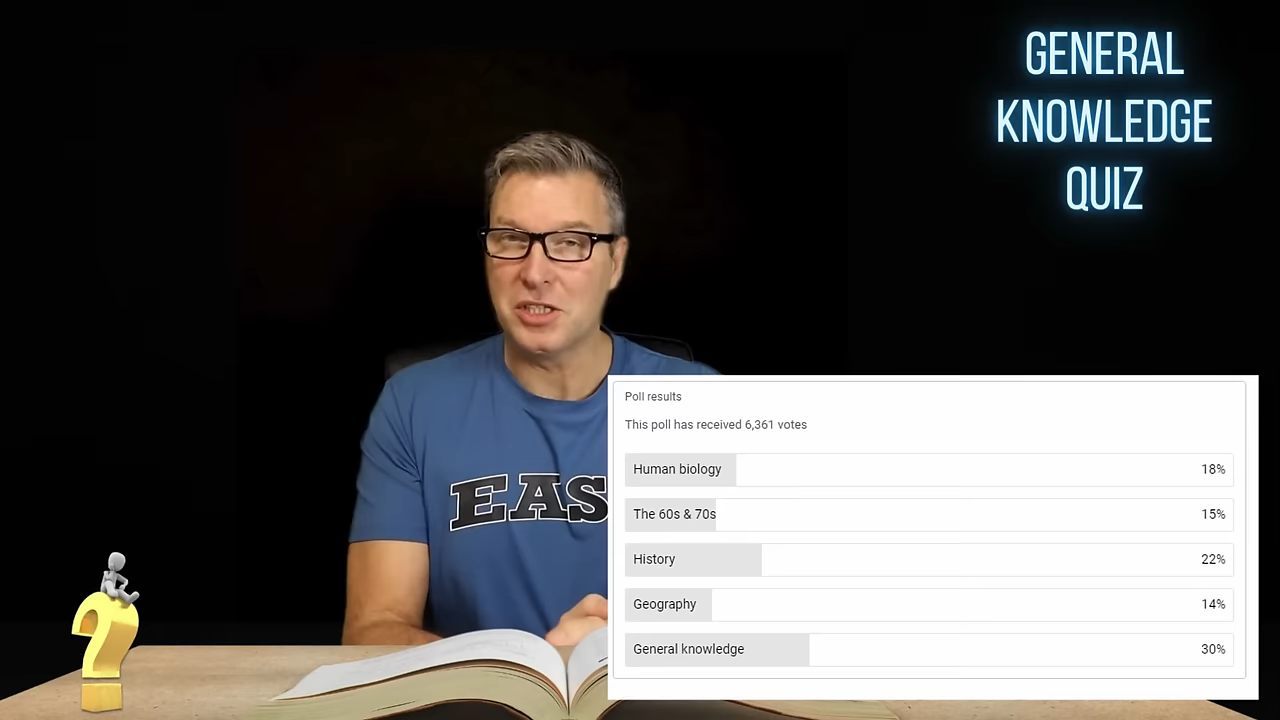 GENERAL
KNOWLEDGE
QUIZ
EAS
Poll results
This poll has received 6,361 votes
Human biology 18%
The 60s & 70s 15%
History 22%
Geography 14%
General knowledge 30%